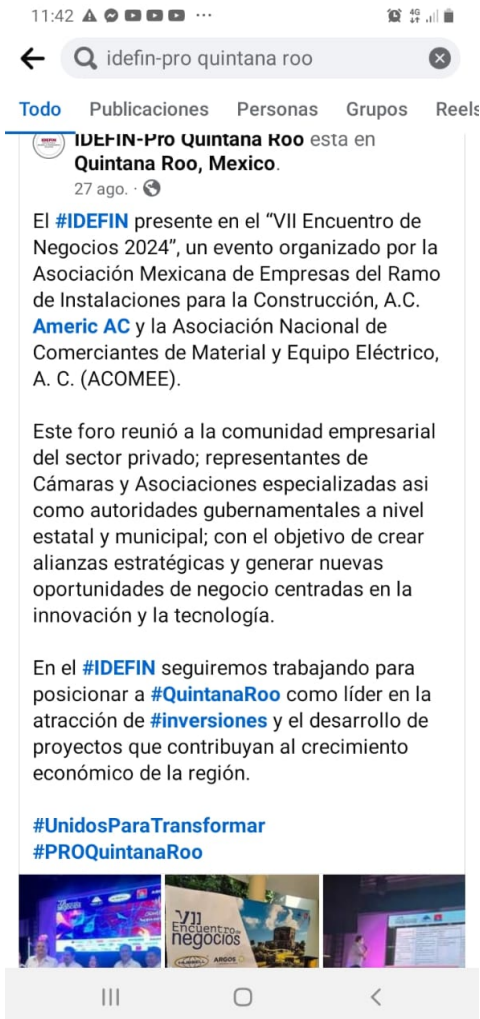 11:42
4G
idefin-pro quintana roo
Todo Publicaciones Personas Grupos Reels
IDEFIN-Pro Quintana Roo esta en
Quintana Roo, Mexico.
27 ago. ·
El #IDEFIN presente en el “VII Encuentro de
Negocios 2024”, un evento organizado por la
Asociación Mexicana de Empresas del Ramo
de Instalaciones para la Construcción, A.C.
Americ AC y la Asociación Nacional de
Comerciantes de Material y Equipo Eléctrico,
A. C. (ACOMEE).
Este foro reunió a la comunidad empresarial
del sector privado; representantes de
Cámaras y Asociaciones especializadas asi
como autoridades gubernamentales a nivel
estatal y municipal; con el objetivo de crear
alianzas estratégicas y generar nuevas
oportunidades de negocio centradas en la
innovación y la tecnología.
En el #IDEFIN seguiremos trabajando para
posicionar a #QuintanaRoo como líder en la
atracción de #inversiones y el desarrollo de
proyectos que contribuyan al crecimiento
económico de la región.
#UnidosParaTransformar
#PROQuintanaRoo
VII
Encuentro de
negocios
HUBBELL ARGOS